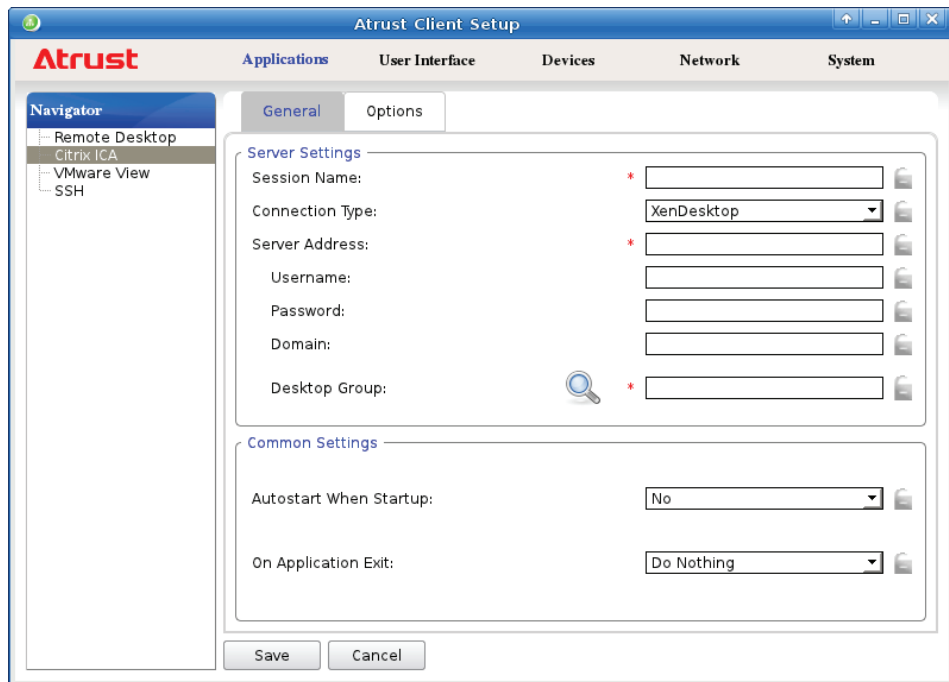 Atrust Client Setup
Atrust
Applications User Interface Devices Network System
Navigator
Remote Desktop
Citrix ICA
VMware View
SSH
General Options
Server Settings
Session Name: *
Connection Type: XenDesktop
Server Address: *
Username:
Password:
Domain:
Desktop Group: *
Common Settings
Autostart When Startup: No
On Application Exit: Do Nothing
Save Cancel